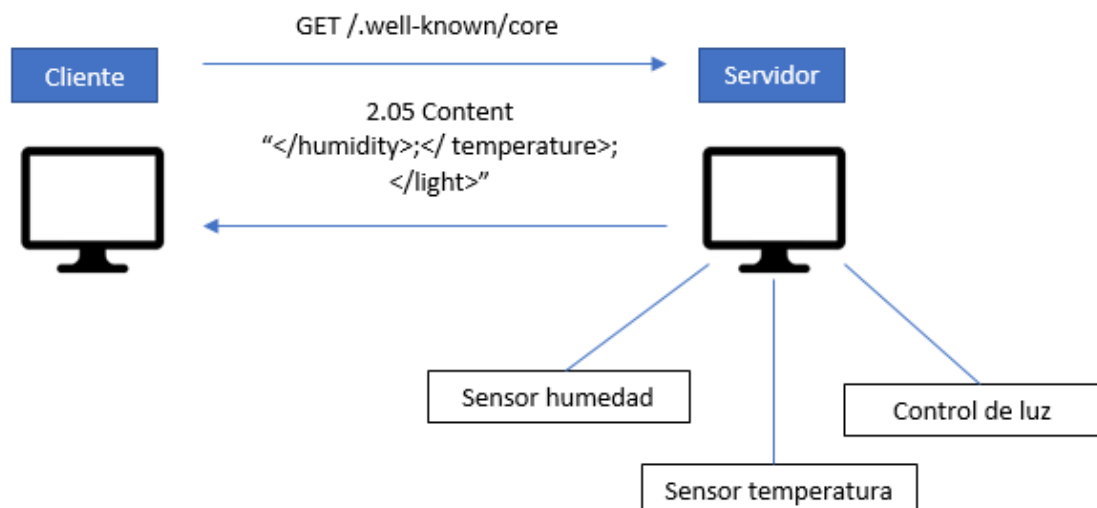 GET /.well-known/core
Cliente
Servidor
2.05 Content
“</humidity>;</ temperature>;
</light>”
Sensor humedad
Control de luz
Sensor temperatura